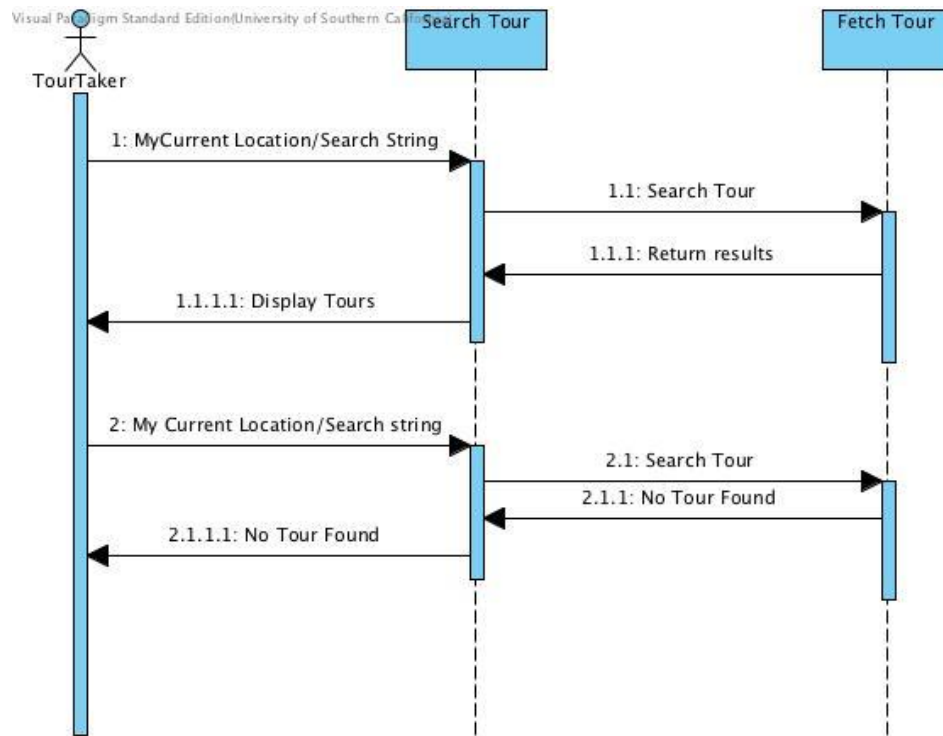 Visual Paradigm Standard Edition(University of Southern California)
Search Tour
Fetch Tour
TourTaker
1: MyCurrent Location/Search String
1.1: Search Tour
1.1.1: Return results
1.1.1.1: Display Tours
2: My Current Location/Search string
2.1: Search Tour
2.1.1: No Tour Found
2.1.1.1: No Tour Found